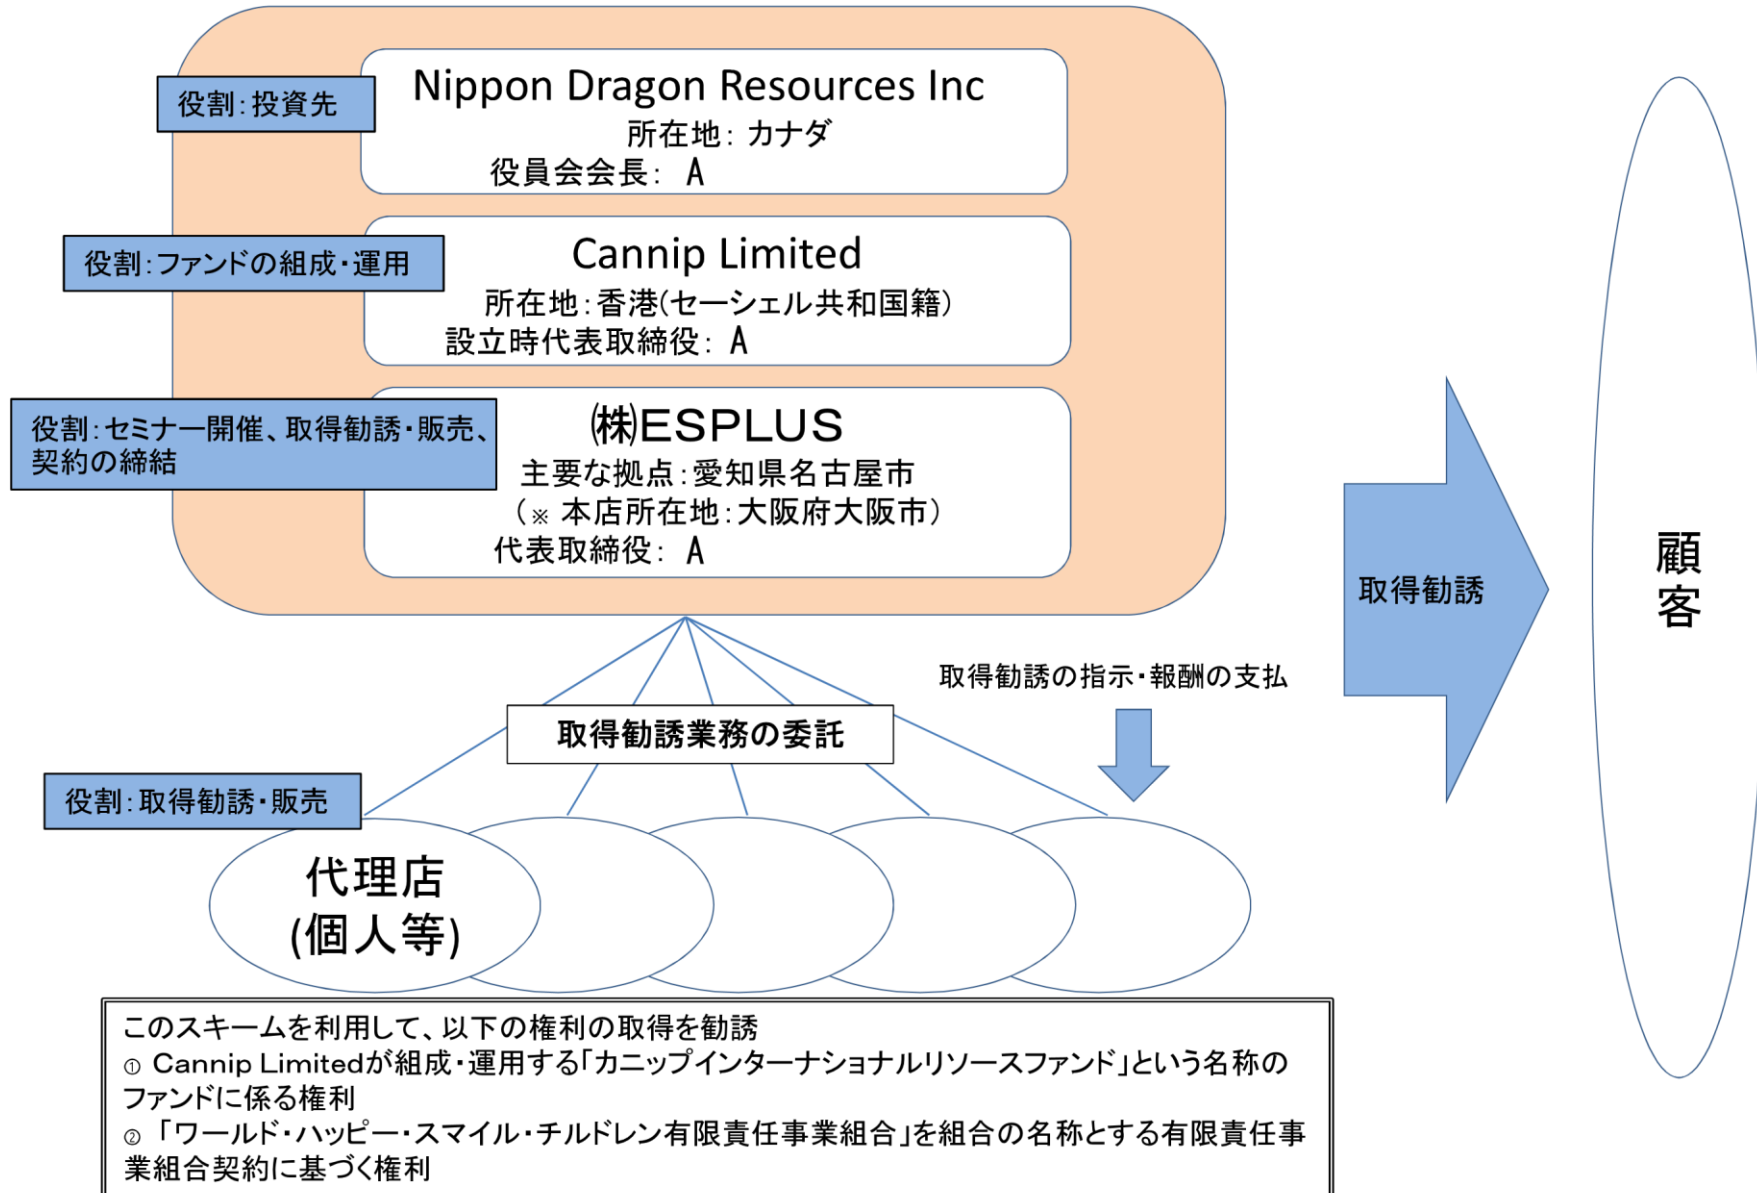 役割:投資先
Nippon Dragon Resources Inc
所在地: カナダ
役員会会長: A
役割:ファンドの組成・運用
Cannip Limited
所在地:香港(セーシェル共和国籍)
設立時代表取締役: A
役割:セミナー開催、取得勧誘・販売、
契約の締結
㈱ESPLUS
主要な拠点:愛知県名古屋市
(※ 本店所在地:大阪府大阪市)
代表取締役: A
取得勧誘
顧客
取得勧誘の指示・報酬の支払
取得勧誘業務の委託
役割:取得勧誘・販売
代理店
(個人等)
このスキームを利用して、以下の権利の取得を勧誘
① Cannip Limitedが組成・運用する「カニップインターナショナルリソースファンド」という名称の
ファンドに係る権利
② 「ワールド・ハッピー・スマイル・チルドレン有限責任事業組合」を組合の名称とする有限責任事
業組合契約に基づく権利